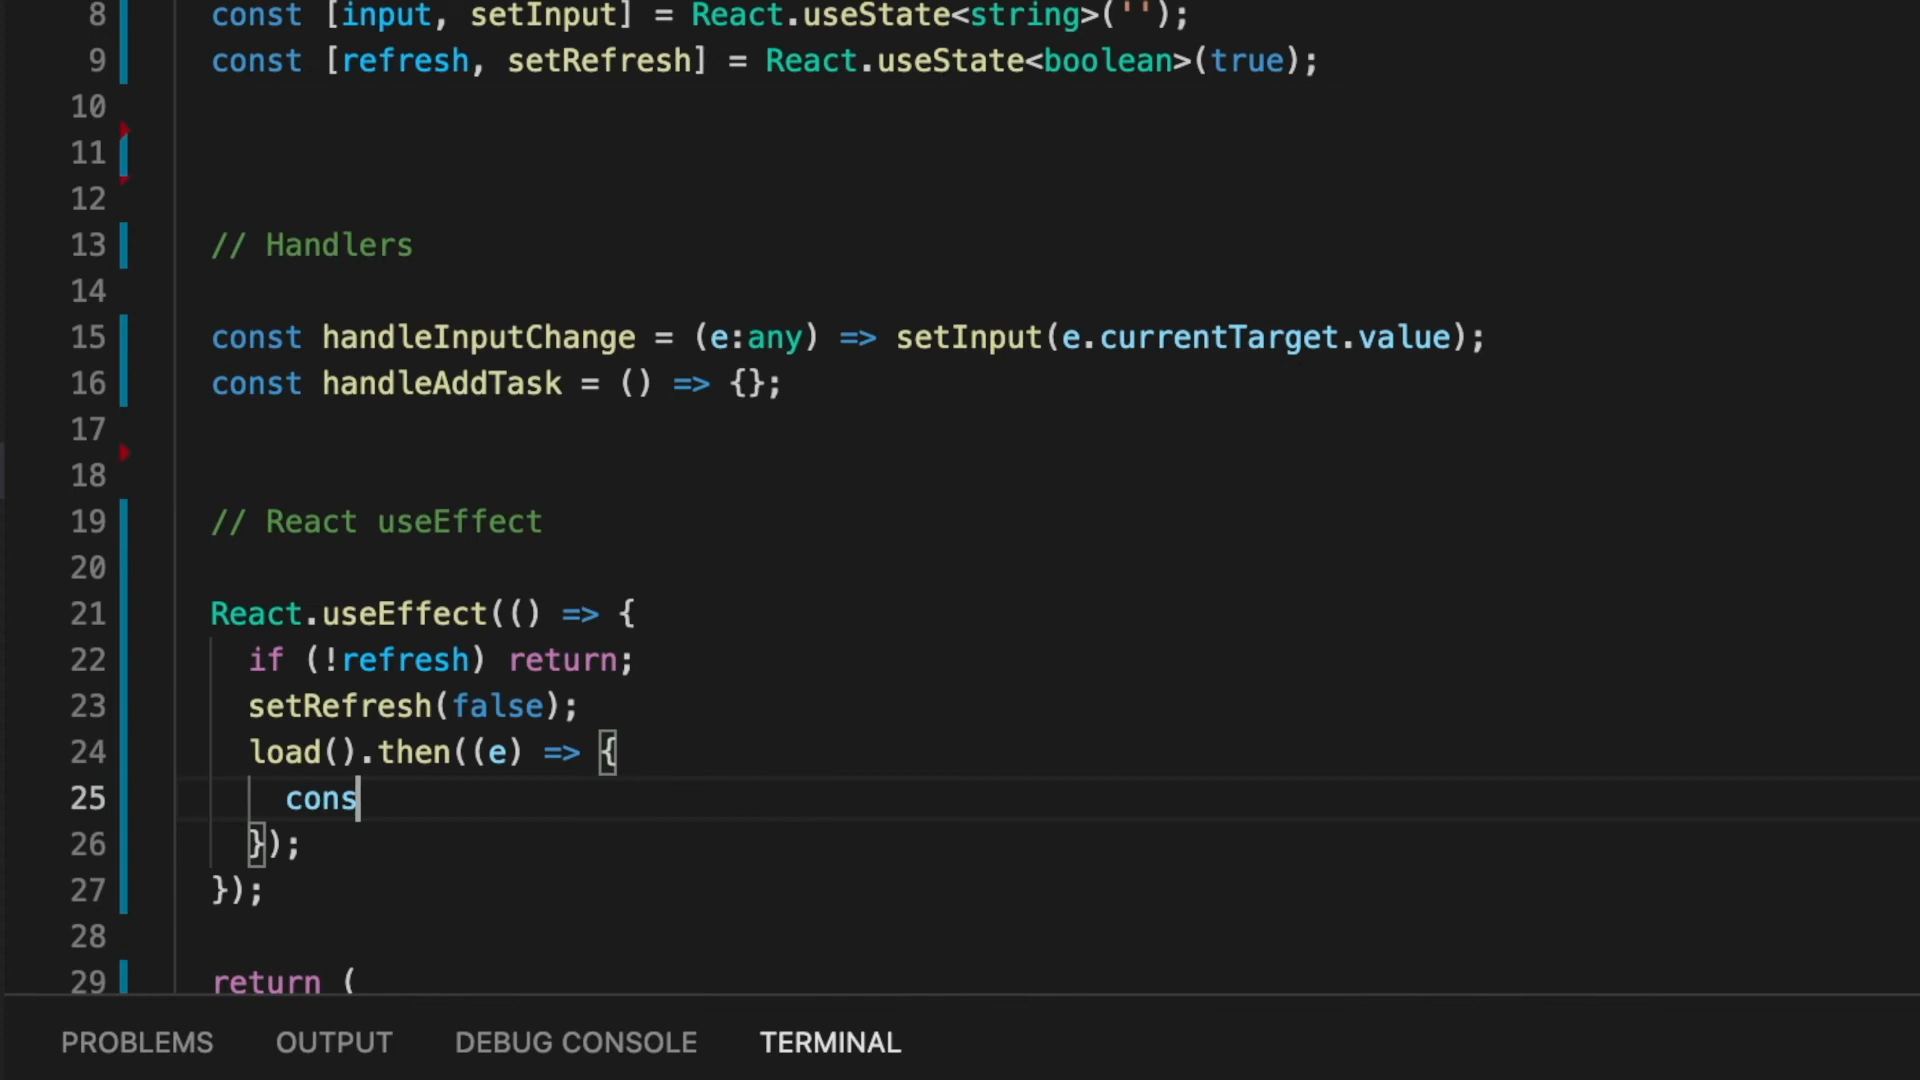 8 const [input, setInput] = React.useState<string>('');
9 const [refresh, setRefresh] = React.useState<boolean>(true);
10
11
12
13 // Handlers
14
15 const handleInputChange = (e:any) => setInput(e.currentTarget.value);
16 const handleAddTask = () => {};
17
18
19 // React useEffect
20
21 React.useEffect(() => {
22 if (!refresh) return;
23 setRefresh(false);
24 load().then((e) => {
25 cons
26 });
27 });
28
29 return (
PROBLEMS OUTPUT DEBUG CONSOLE TERMINAL